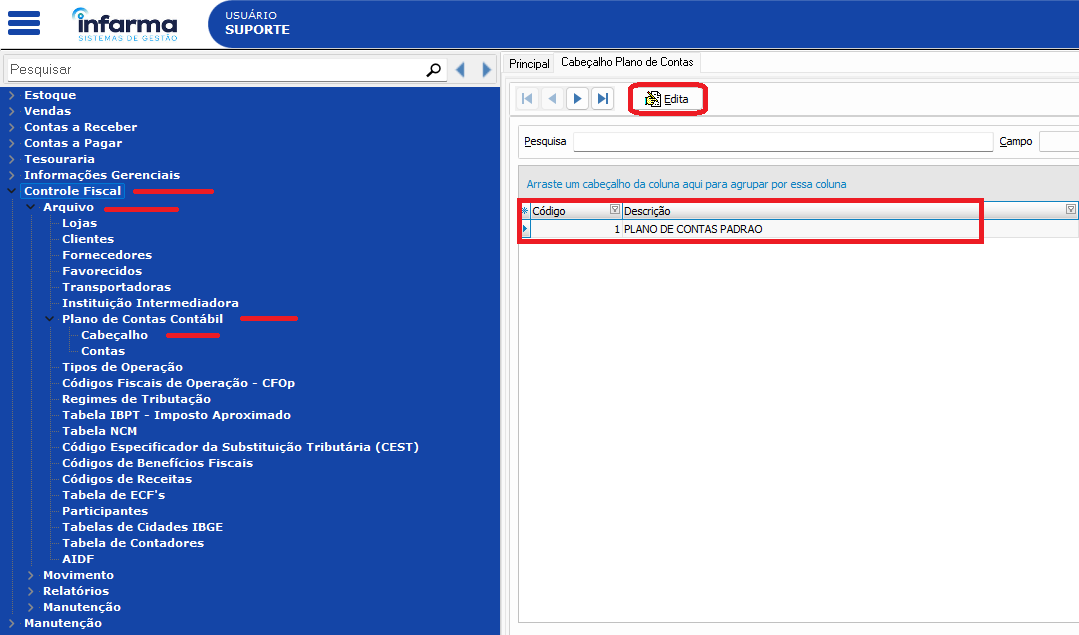 infarma
SISTEMAS DE GESTÃO
USUÁRIO
SUPORTE
Pesquisar
Estoque
Vendas
Contas a Receber
Contas a Pagar
Tesouraria
Informações Gerenciais
Controle Fiscal
Arquivo
Lojas
Clientes
Fornecedores
Favorecidos
Transportadoras
Instituição Intermediadora
Plano de Contas Contábil
Cabeçalho
Contas
Tipos de Operação
Códigos Fiscais de Operação - CFOp
Regimes de Tributação
Tabela IBPT - Imposto Aproximado
Tabela NCM
Código Especificador da Substituição Tributária (CEST)
Códigos de Benefícios Fiscais
Códigos de Receitas
Tabela de ECF's
Participantes
Tabelas de Cidades IBGE
Tabela de Contadores
AIDF
Movimento
Relatórios
Manutenção
Manutenção
Principal Cabeçalho Plano de Contas
Edita
Pesquisa Campo
Arraste um cabeçalho da coluna aqui para agrupar por essa coluna
Código Descrição
1 PLANO DE CONTAS PADRAO